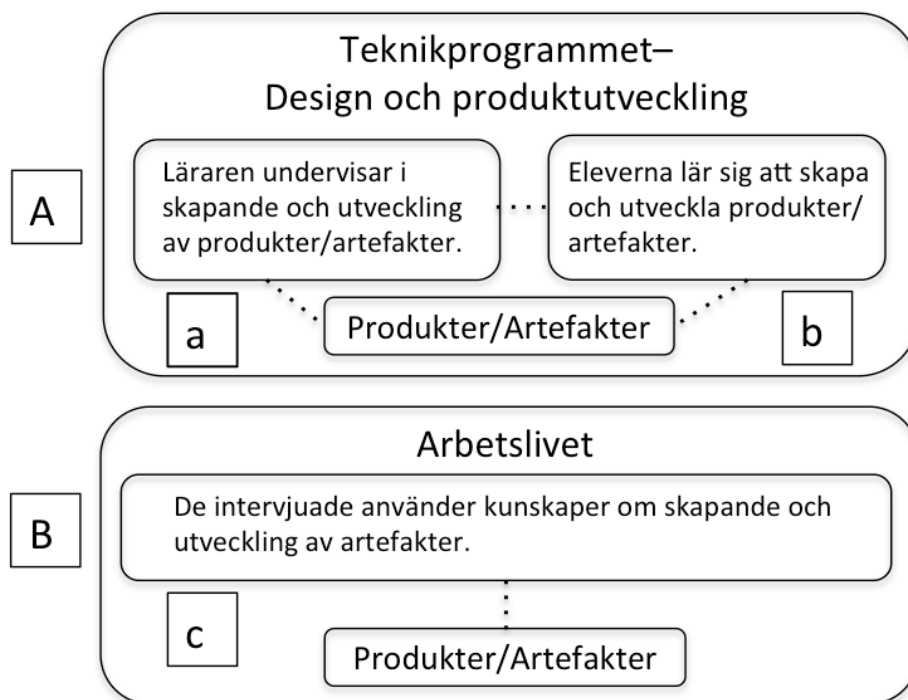 Teknikprogrammet–
Design och produktutveckling
A
Läraren undervisar i
skapande och utveckling
av produkter/artefakter.
Eleverna lär sig att skapa
och utveckla produkter/
artefakter.
a
Produkter/Artefakter
b
Arbetslivet
B
De intervjuade använder kunskaper om skapande och
utveckling av artefakter.
c
Produkter/Artefakter